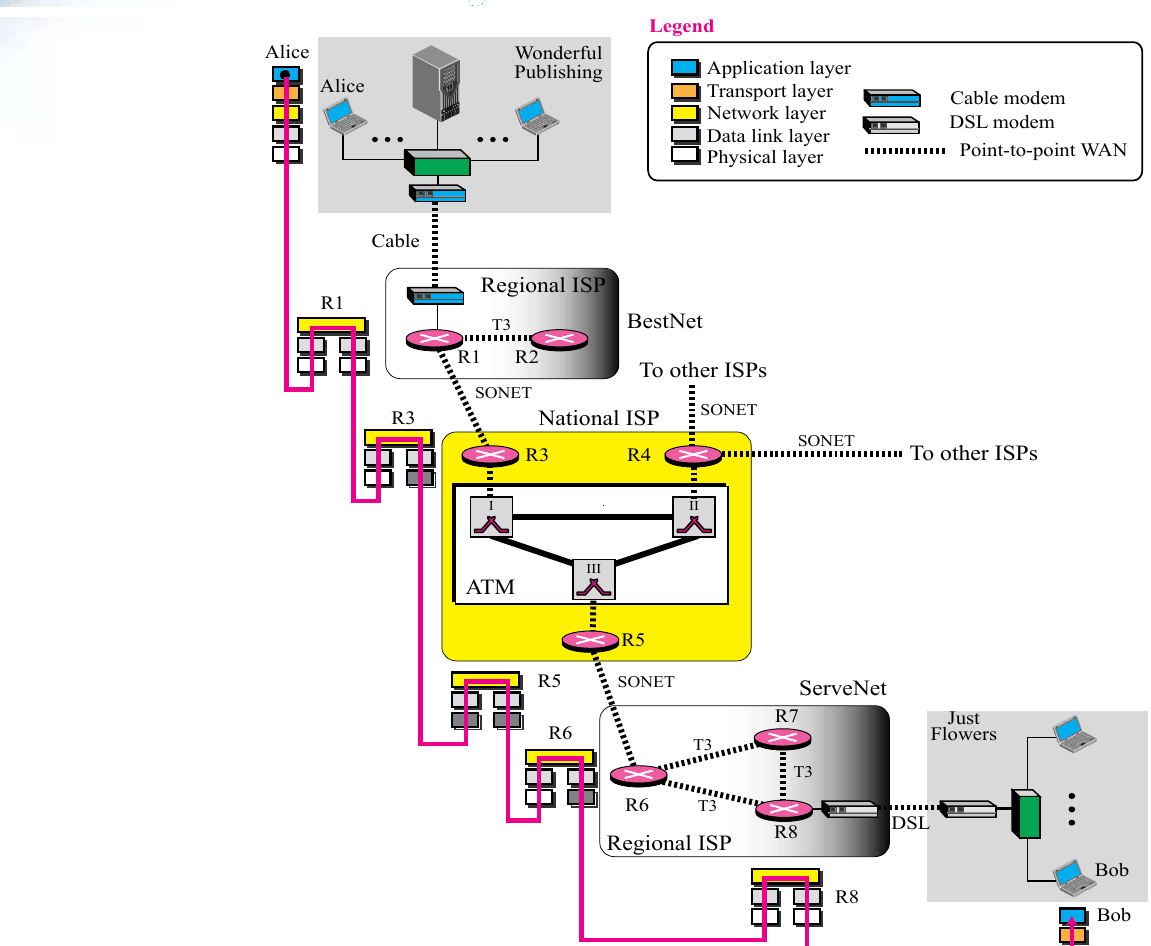 Legend
Alice
Wonderful
Publishing
Alice
Application layer
Transport layer
Network layer
Data link layer
Physical layer
Cable modem
DSL modem
Point-to-point WAN
Cable
R1
Regional ISP
T3
BestNet
R1
R2
SONET
To other ISPs
SONET
R3
National ISP
SONET
R3
R4
To other ISPs
I
II
III
ATM
R5
R5
SONET
ServeNet
R6
R7
Just
Flowers
T3
T3
R6
T3
R8
DSL
Regional ISP
Bob
R8
Bob